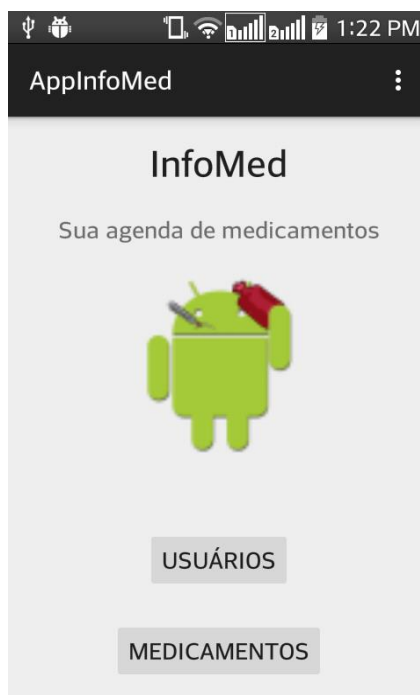 1:22 PM
AppInfoMed
InfoMed
Sua agenda de medicamentos
USUÁRIOS
MEDICAMENTOS